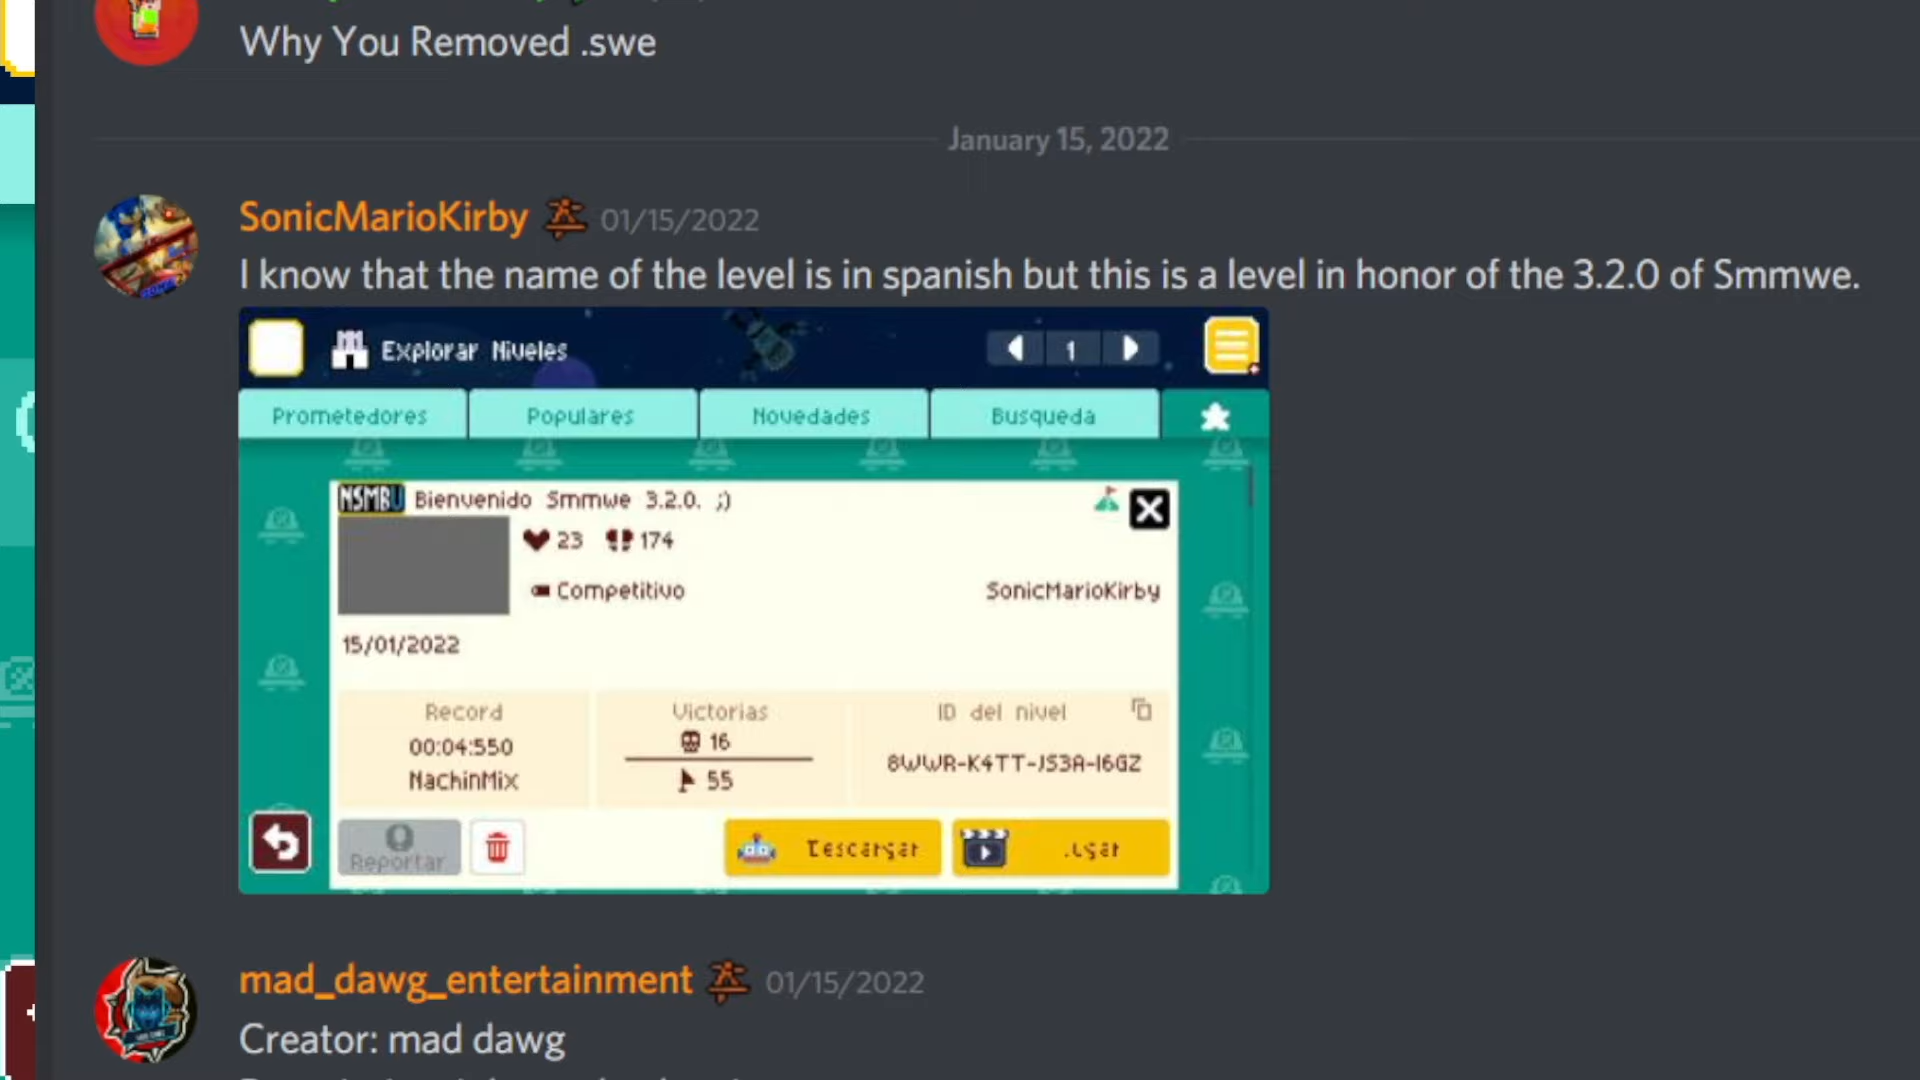 Why You Removed .swe
January 15, 2022
SonicMarioKirby 01/15/2022
I know that the name of the level is in spanish but this is a level in honor of the 3.2.0 of Smmwe.
Explorar Niveles
1
Prometedores Populares Novedades Busqueda
NSMBU Bienvenido Smmwe 3.2.0. ;)
23 174
Competitivo SonicMarioKirby
15/01/2022
Record Victorias ID del nivel
00:04:550 16 8WWR-K4TT-JS3A-I6GZ
NachinMix 55
Reportar Descargar Jugar
mad_dawg_entertainment 01/15/2022
Creator: mad dawg